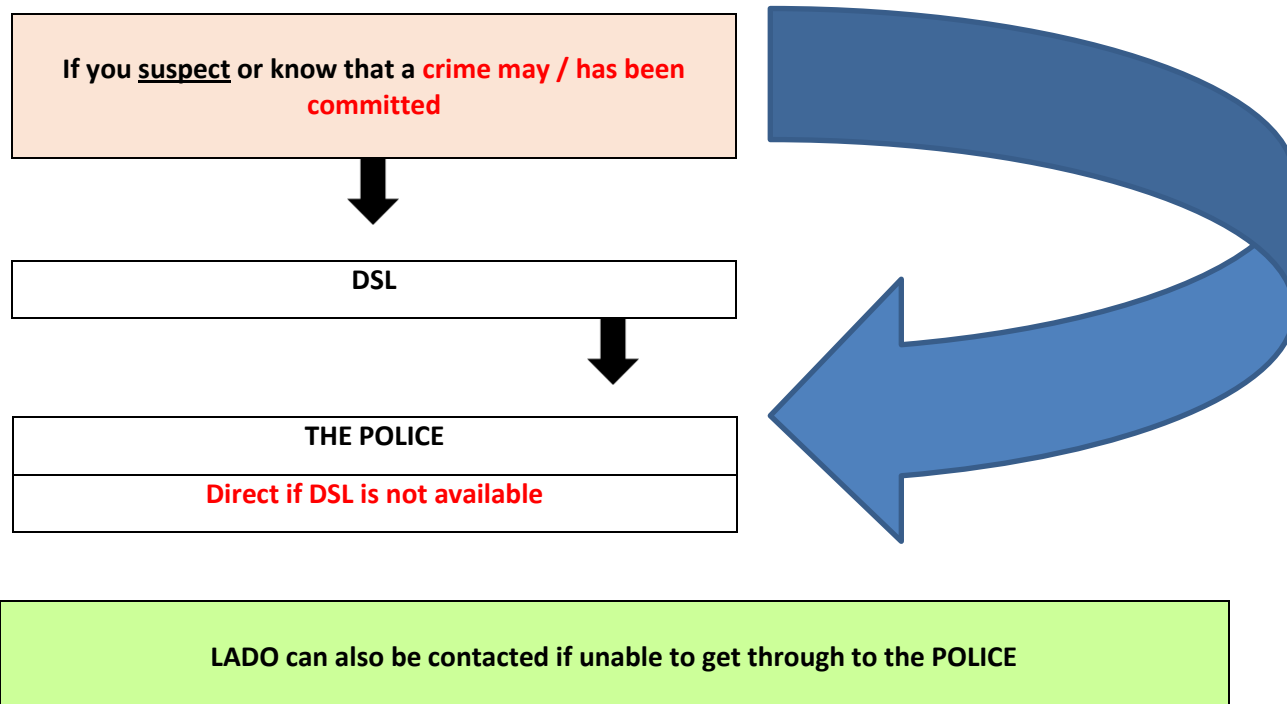 If you suspect or know that a crime may / has been
committed
DSL
THE POLICE
Direct if DSL is not available
LADO can also be contacted if unable to get through to the POLICE